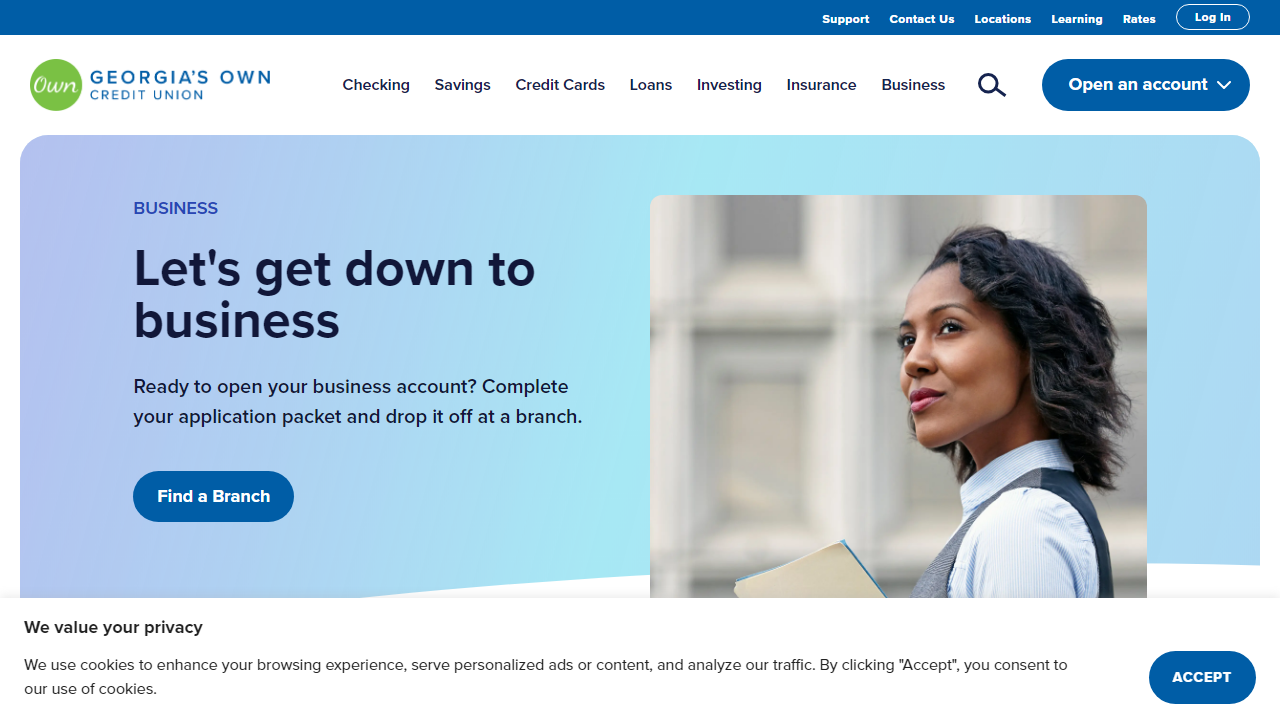 Support Contact Us Locations Learning Rates Log In
Own GEORGIA'S OWN
CREDIT UNION
Checking Savings Credit Cards Loans Investing Insurance Business Open an account
BUSINESS
Let's get down to
business
Ready to open your business account? Complete
your application packet and drop it off at a branch.
Find a Branch
We value your privacy
We use cookies to enhance your browsing experience, serve personalized ads or content, and analyze our traffic. By clicking "Accept", you consent to
our use of cookies.
ACCEPT